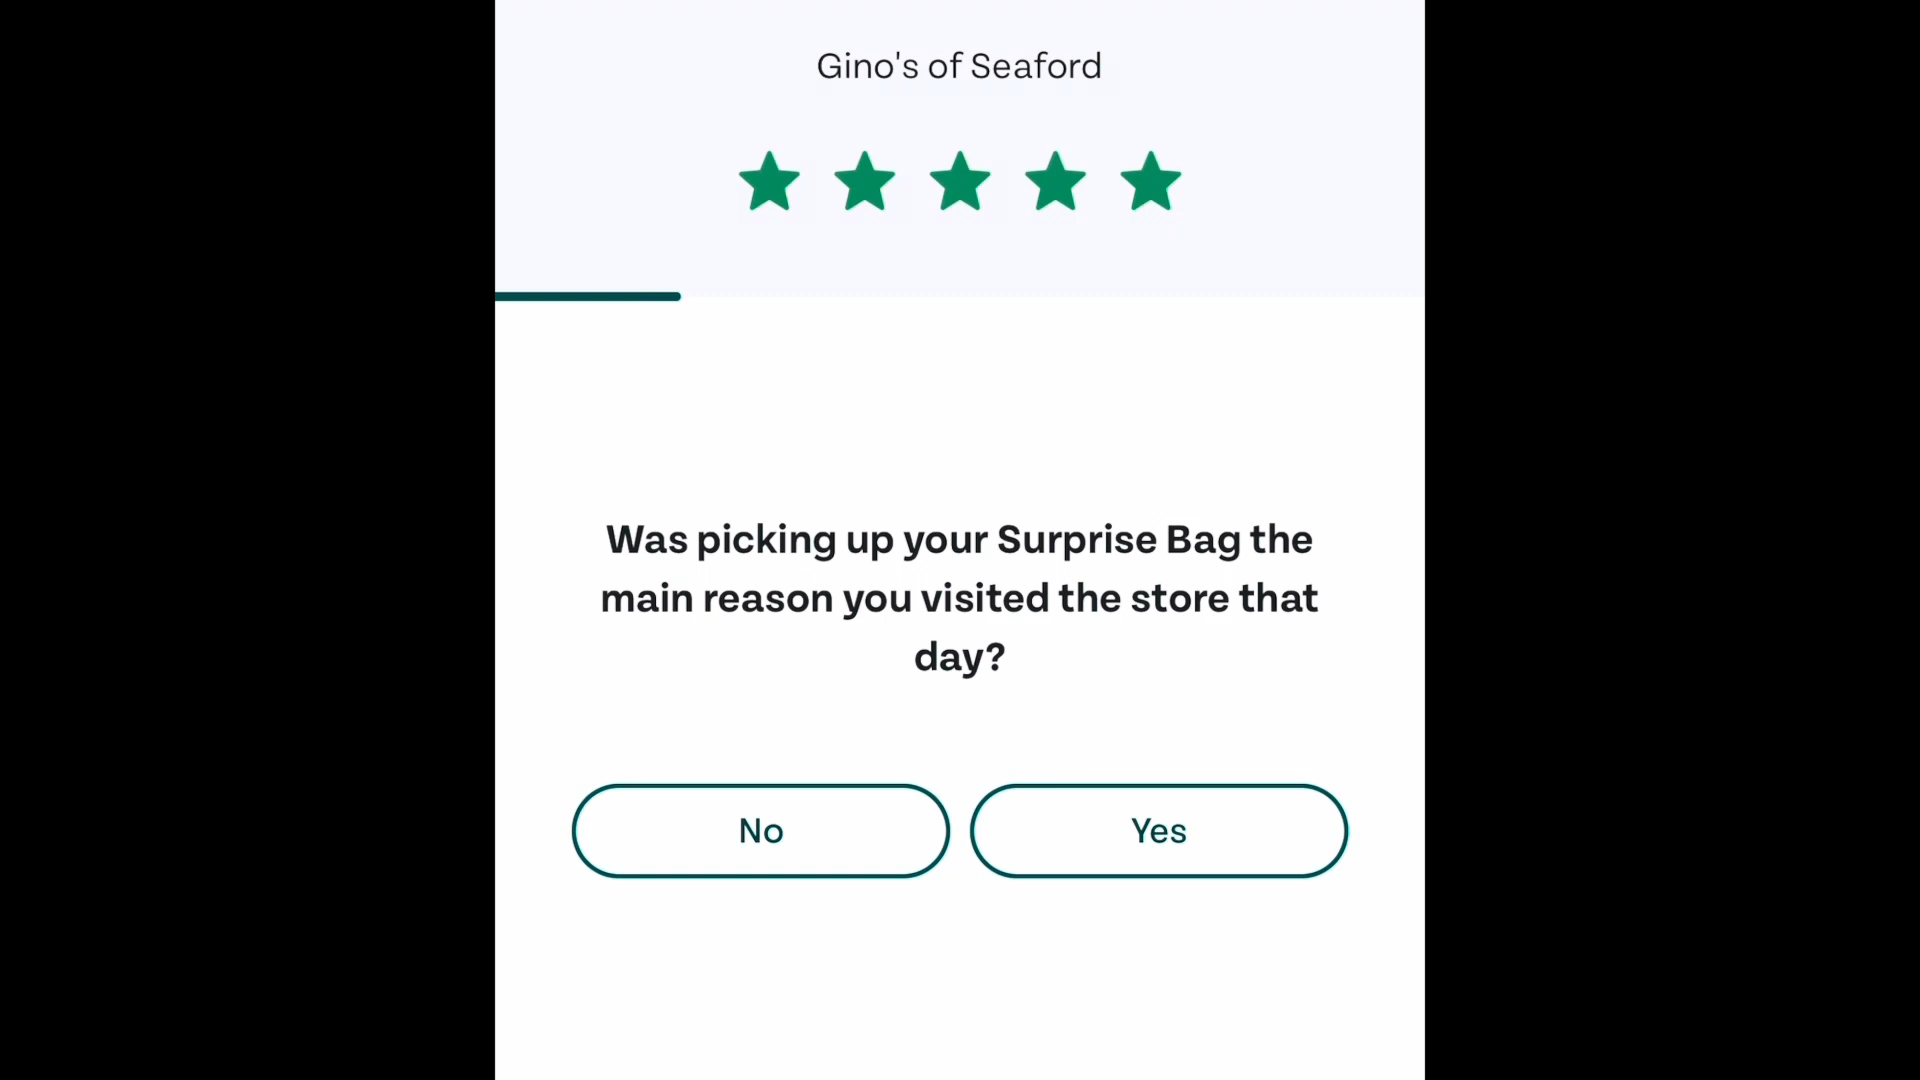 Gino's of Seaford
Was picking up your Surprise Bag the
main reason you visited the store that
day?
No
Yes